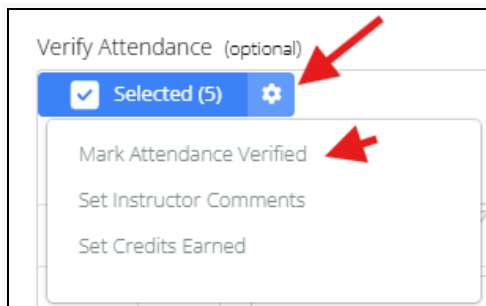 Verify Attendance (optional)
Selected (5)
Mark Attendance Verified
Set Instructor Comments
Set Credits Earned